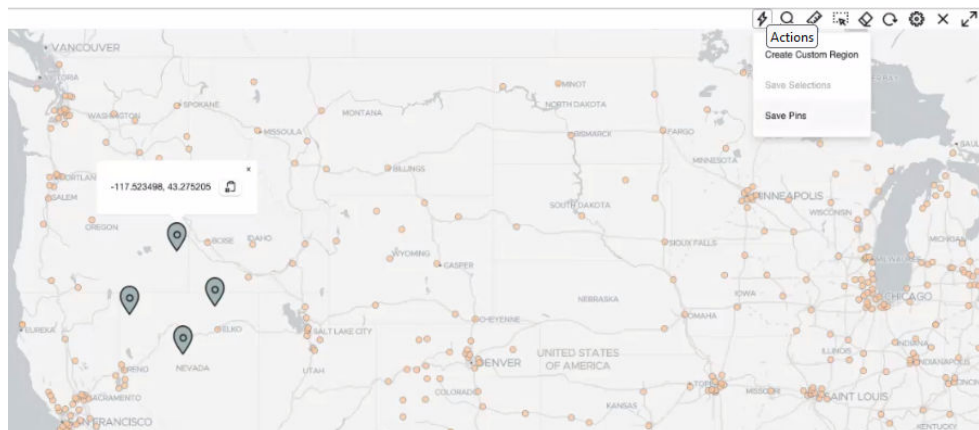 Actions
Create Custom Region
Save Selections
Save Pins
VANCOUVER
VICTORIA
SPOKANE
WASHINGTON
MISSOULA
MONTANA
MINOT
NORTH DAKOTA
BISMARCK
FARGO
MINNESOTA
BILLINGS
-117.523498, 43.275205
SALEM
OREGON
BOISE
IDAHO
WYOMING
CASPER
SOUTH DAKOTA
SIOUX FALLS
WISCONSIN
CHICAGO
EUREKA
ELKO
SALT LAKE CITY
CHEYENNE
NEBRASKA
IOWA
OMAHA
RENO
NEVADA
UTAH
DENVER
UNITED STATES
OF AMERICA
ILLINOIS
INDIANA
SACRAMENTO
COLORADO
KANSAS
SAINT LOUIS
KENTUCKY